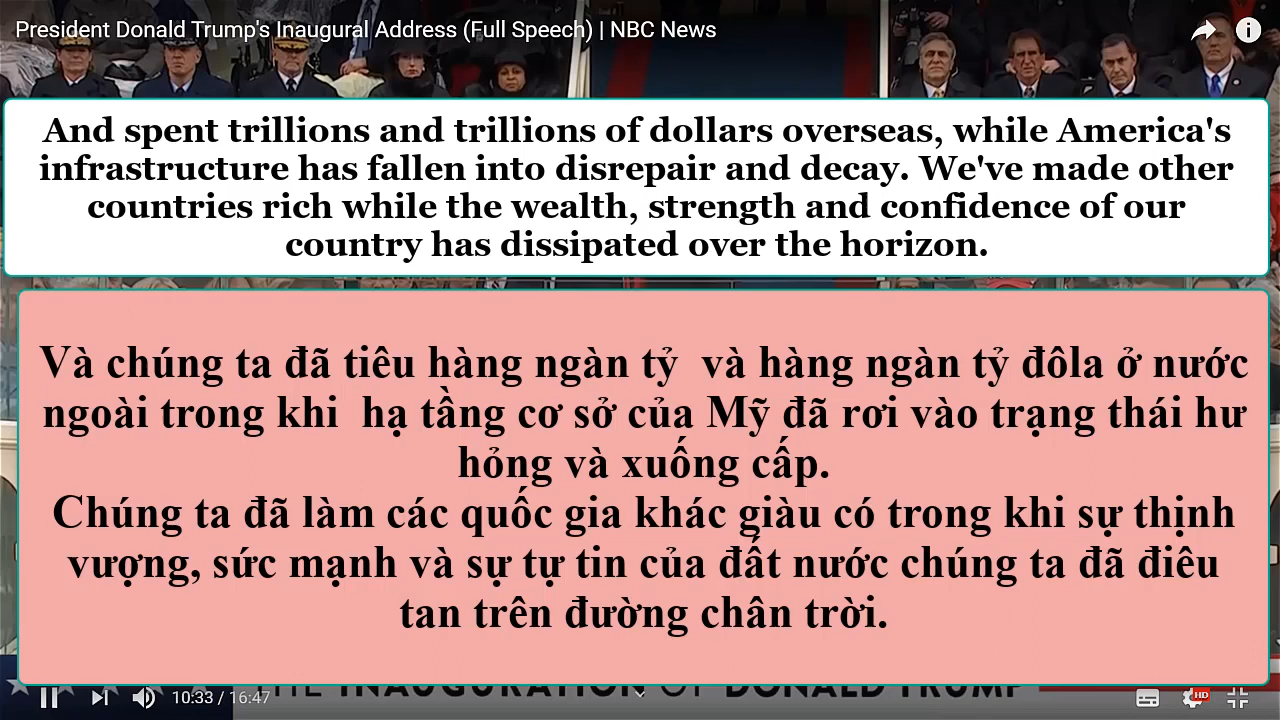 President Donald Trump's Inaugural Address (Full Speech) | NBC News
And spent trillions and trillions of dollars overseas, while America's
infrastructure has fallen into disrepair and decay. We've made other
countries rich while the wealth, strength and confidence of our
country has dissipated over the horizon.
Và chúng ta đã tiêu hàng ngàn tỷ và hàng ngàn tỷ đôla ở nước
ngoài trong khi hạ tầng cơ sở của Mỹ đã rơi vào trạng thái hư
hỏng và xuống cấp.
Chúng ta đã làm các quốc gia khác giàu có trong khi sự thịnh
vượng, sức mạnh và sự tự tin của đất nước chúng ta đã điêu
tan trên đường chân trời.
10:33 / 16:47
THE INAUGURATION OF DONALD TRUMP
HD